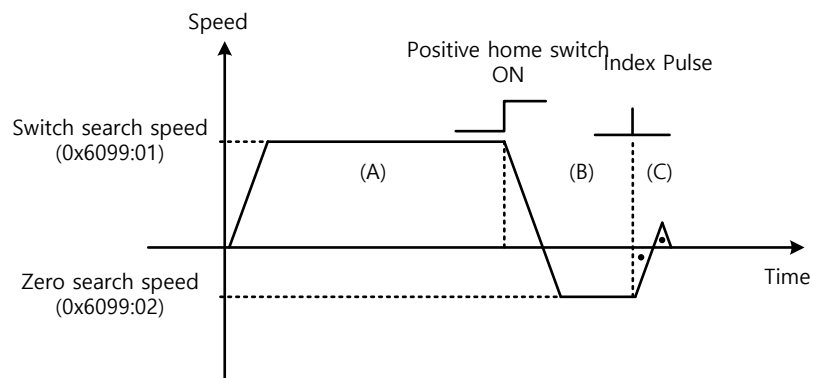 Speed
Positive home switch
ON
Index Pulse
Switch search speed
(0x6099:01)
(A)
(B)
(C)
Zero search speed
(0x6099:02)
Time